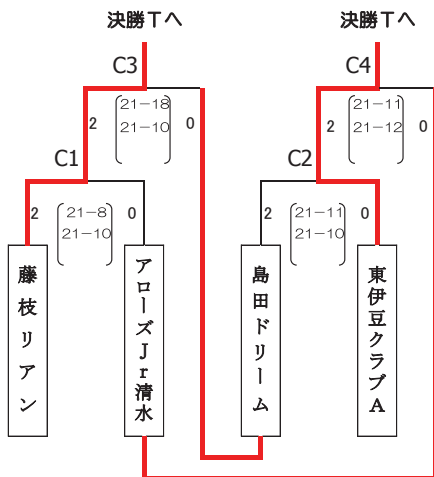 決勝Tへ 決勝Tへ
C3 C4
2 21-18 0 2 21-11 0
21-10 21-12
C1 C2
2 21-8 0 2 21-11 0
21-10 21-10
藤枝リアン
アローズJr清水
島田ドリーム
東伊豆クラブA